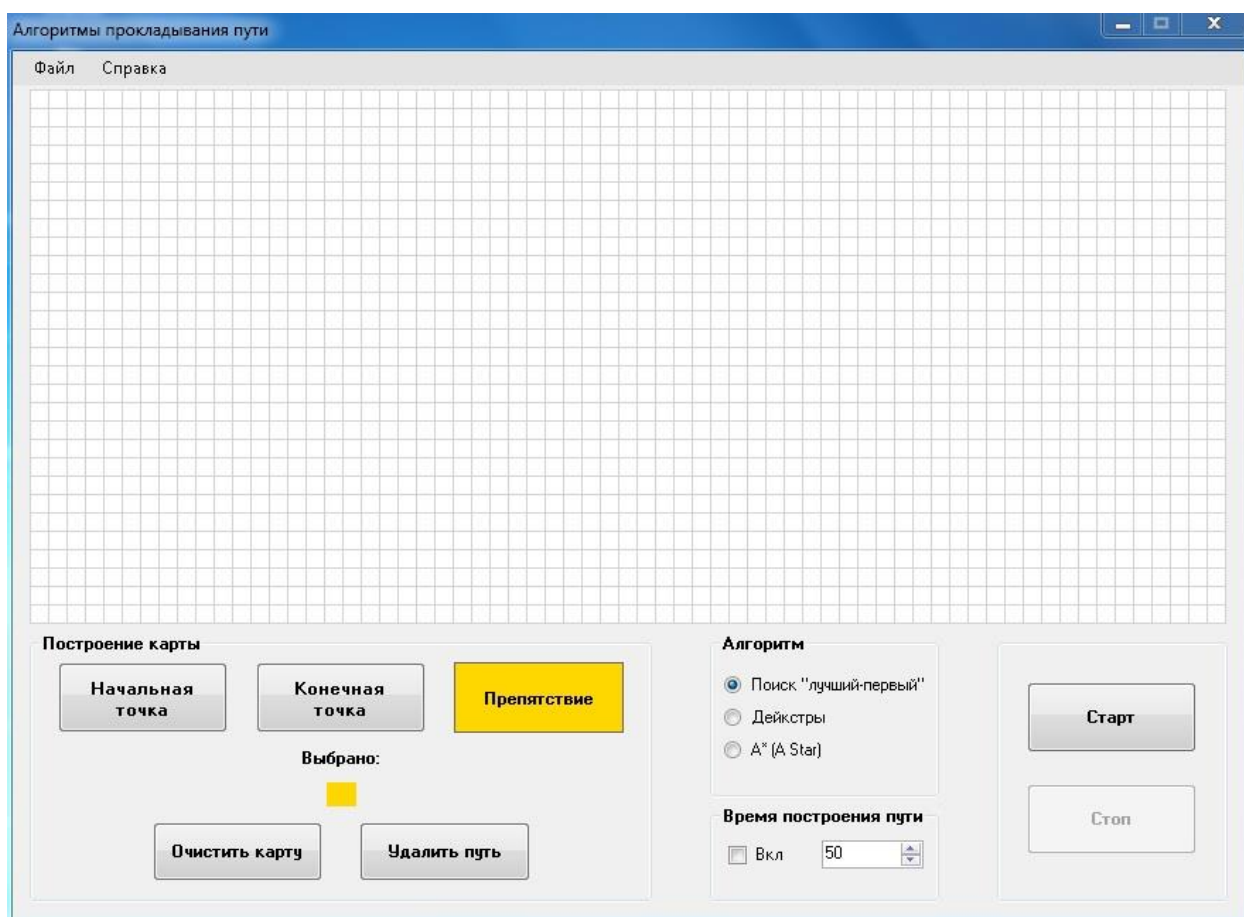 Алгоритмы прокладывания пути
Файл Справка
Построение карты
Начальная
точка
Конечная
точка
Препятствие
Выбрано:
Очистить карту
Удалить путь
Алгоритм
Поиск "лучший-первый"
Дейкстры
A* (A Star)
Время построения пути
Вкл 50
Старт
Стоп